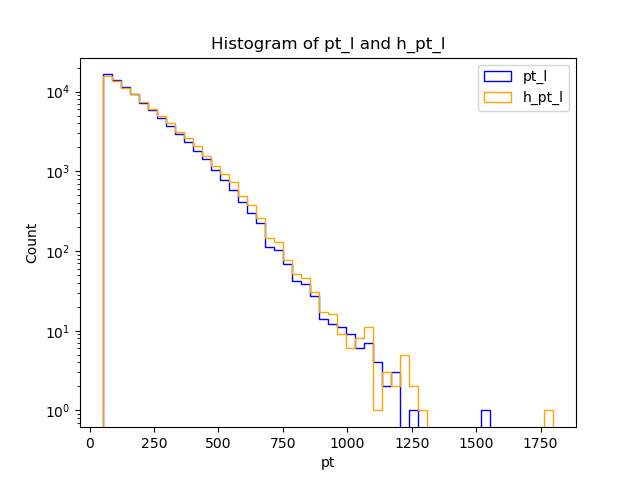 Histogram of pt_l and h_pt_l
pt_l
h_pt_l
Count
10⁴
10³
10²
10¹
10⁰
0 250 500 750 1000 1250 1500 1750
pt